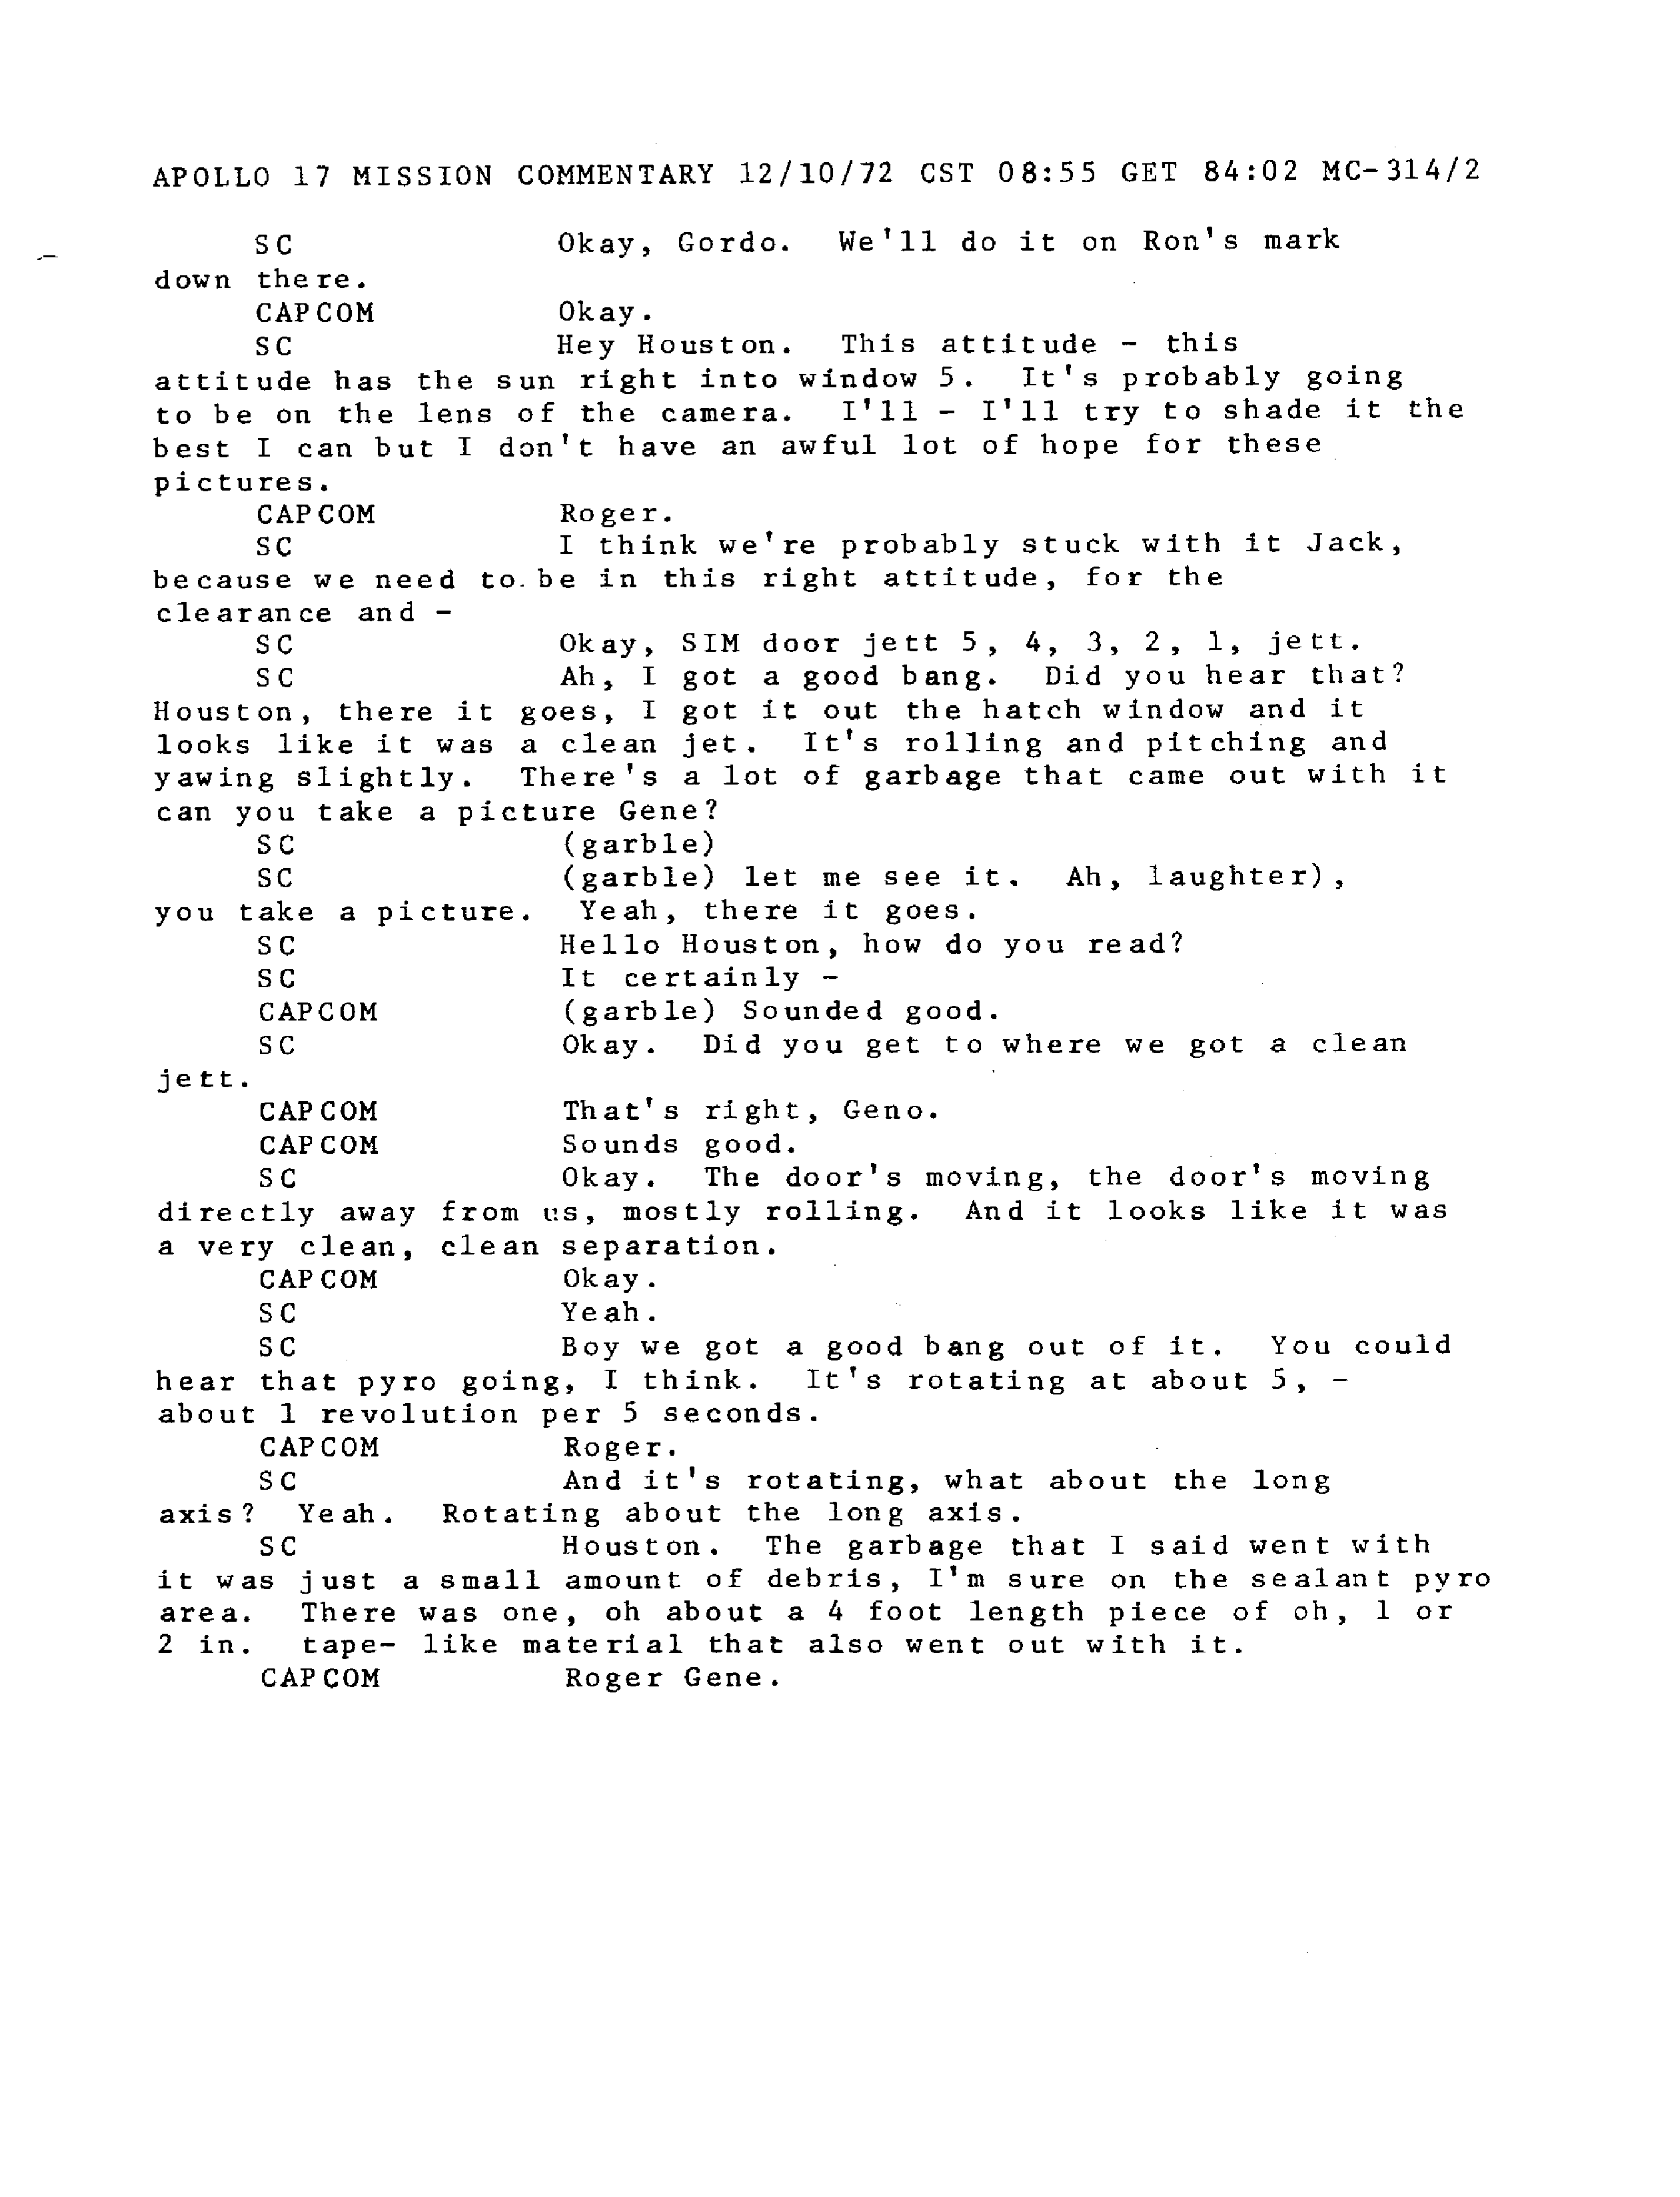 APOLLO 17 MISSION COMMENTARY 12/10/72 CST 08:55 GET 84:02 MC-314/2
SC Okay, Gordo. We'll do it on Ron's mark
down there.
CAPCOM Okay.
SC Hey Houston. This attitude - this
attitude has the sun right into window 5. It's probably going
to be on the lens of the camera. I'll - I'll try to shade it the
best I can but I don't have an awful lot of hope for these
pictures.
CAPCOM Roger.
SC I think we're probably stuck with it Jack,
because we need to be in this right attitude, for the
clearance and -
SC Okay, SIM door jett 5, 4, 3, 2, 1, jett.
SC Ah, I got a good bang. Did you hear that?
Houston, there it goes, I got it out the hatch window and it
looks like it was a clean jet. It's rolling and pitching and
yawing slightly. There's a lot of garbage that came out with it
can you take a picture Gene?
SC (garble)
SC (garble) let me see it. Ah, laughter),
you take a picture. Yeah, there it goes.
SC Hello Houston, how do you read?
SC It certainly -
CAPCOM (garble) Sounded good.
SC Okay. Did you get to where we got a clean
jett.
CAPCOM That's right, Geno.
CAPCOM Sounds good.
SC Okay. The door's moving, the door's moving
directly away from us, mostly rolling. And it looks like it was
a very clean, clean separation.
CAPCOM Okay.
SC Yeah.
SC Boy we got a good bang out of it. You could
hear that pyro going, I think. It's rotating at about 5, -
about 1 revolution per 5 seconds.
CAPCOM Roger.
SC And it's rotating, what about the long
axis? Yeah. Rotating about the long axis.
SC Houston. The garbage that I said went with
it was just a small amount of debris, I'm sure on the sealant pyro
area. There was one, oh about a 4 foot length piece of oh, 1 or
2 in. tape- like material that also went out with it.
CAPCOM Roger Gene.